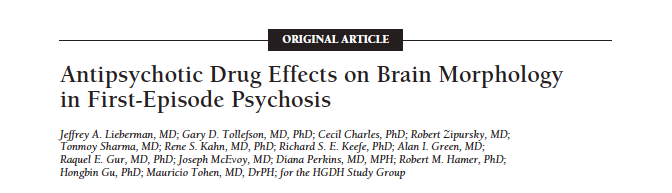 ORIGINAL ARTICLE
Antipsychotic Drug Effects on Brain Morphology
in First-Episode Psychosis
Jeffrey A. Lieberman, MD; Gary D. Tollefson, MD, PhD; Cecil Charles, PhD; Robert Zipursky, MD;
Tonmoy Sharma, MD; Rene S. Kahn, MD, PhD; Richard S. E. Keefe, PhD; Alan I. Green, MD;
Raquel E. Gur, MD, PhD; Joseph McEvoy, MD; Diana Perkins, MD, MPH; Robert M. Hamer, PhD;
Hongbin Gu, PhD; Mauricio Tohen, MD, DrPH; for the HGDH Study Group